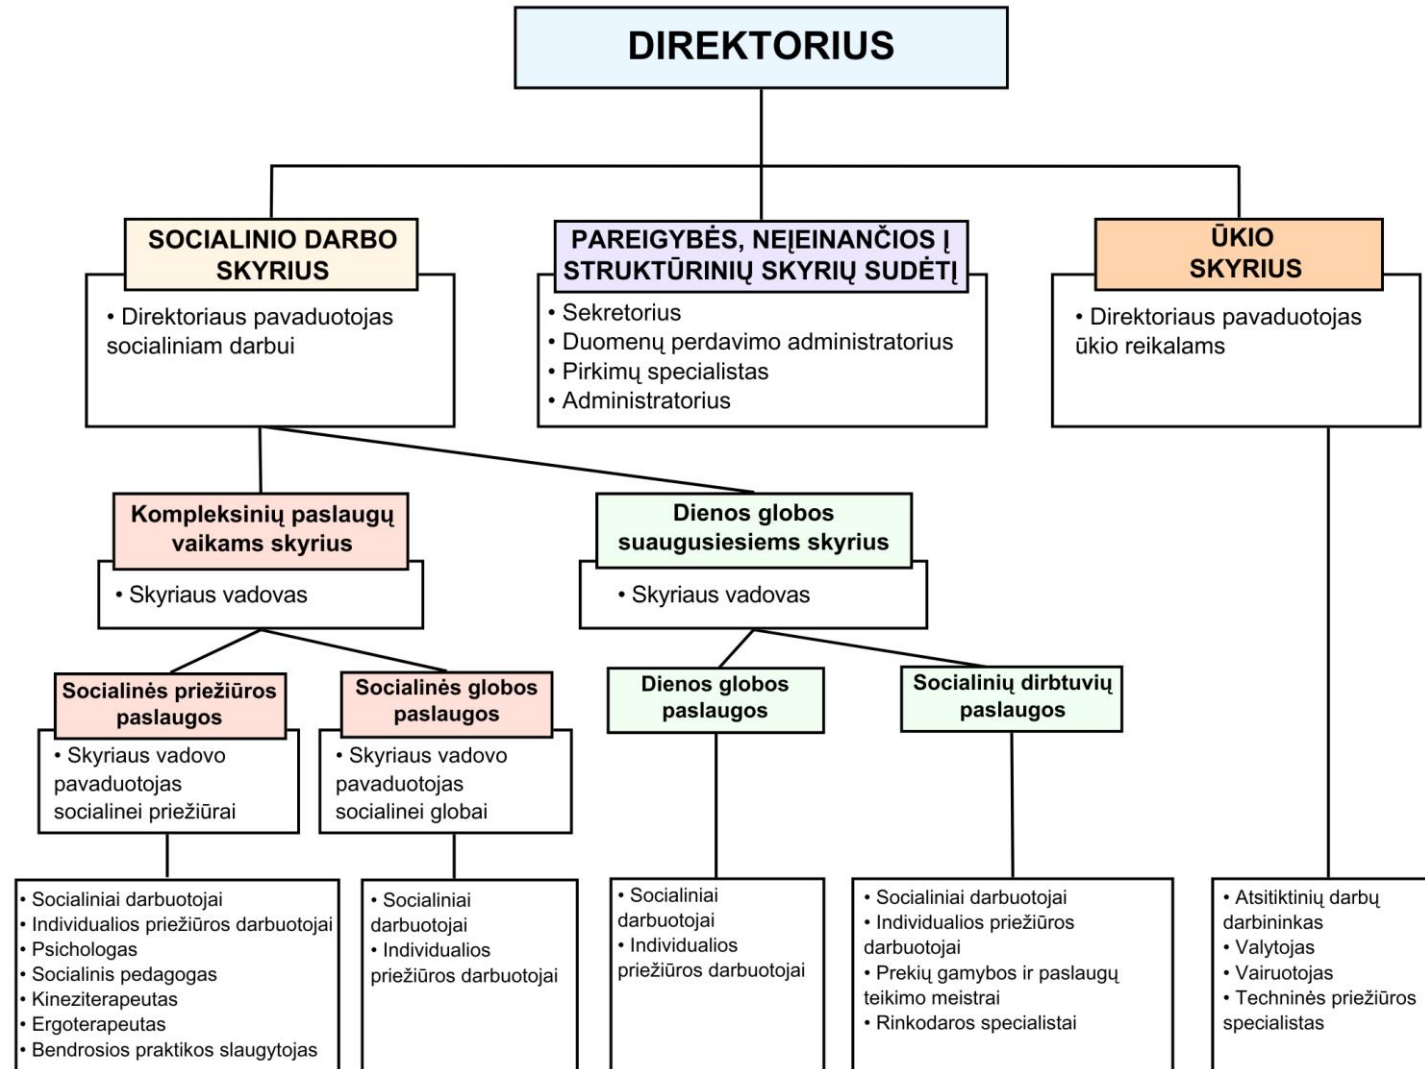 DIREKTORIUS
SOCIALINIO DARBO
SKYRIUS
• Direktoriaus pavaduotojas
socialiniam darbui
PAREIGYBĖS, NEĮEINANČIOS Į
STRUKTŪRINIŲ SKYRIŲ SUDĖTĮ
• Sekretorius
• Duomenų perdavimo administratorius
• Pirkimų specialistas
• Administratorius
ŪKIO
SKYRIUS
• Direktoriaus pavaduotojas
ūkio reikalams
Kompleksinių paslaugų
vaikams skyrius
• Skyriaus vadovas
Dienos globos
suaugusiesiems skyrius
• Skyriaus vadovas
Socialinės priežiūros
paslaugos
• Skyriaus vadovo
pavaduotojas
socialinei priežiūrai
Socialinės globos
paslaugos
• Skyriaus vadovo
pavaduotojas
socialinei globai
Dienos globos
paslaugos
Socialinių dirbtuvių
paslaugos
• Socialiniai darbuotojai
• Individualios priežiūros darbuotojai
• Psichologas
• Socialinis pedagogas
• Kineziterapeutas
• Ergoterapeutas
• Bendrosios praktikos slaugytojas
• Socialiniai
darbuotojai
• Individualios
priežiūros darbuotojai
• Socialiniai
darbuotojai
• Individualios
priežiūros darbuotojai
• Socialiniai darbuotojai
• Individualios priežiūros
darbuotojai
• Prekių gamybos ir paslaugų
teikimo meistrai
• Rinkodaros specialistai
• Atsitiktinių darbų
darbininkas
• Valytojas
• Vairuotojas
• Techninės priežiūros
specialistas